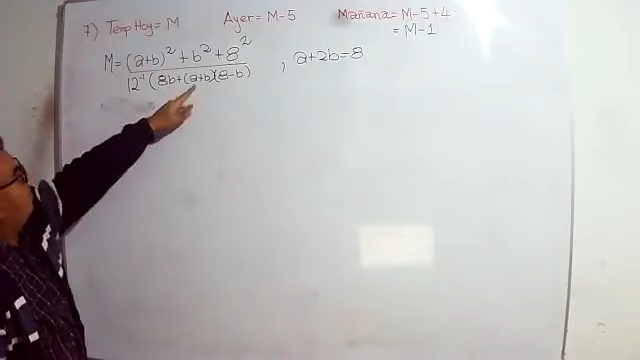 7) Temp Hoy = M Ayer = M-5 Mañana = M-5+4
= M-1
M = (a+b)² + b² + 8² , a+2b=8
12⁻¹ (8b+(a+b)(8-b)